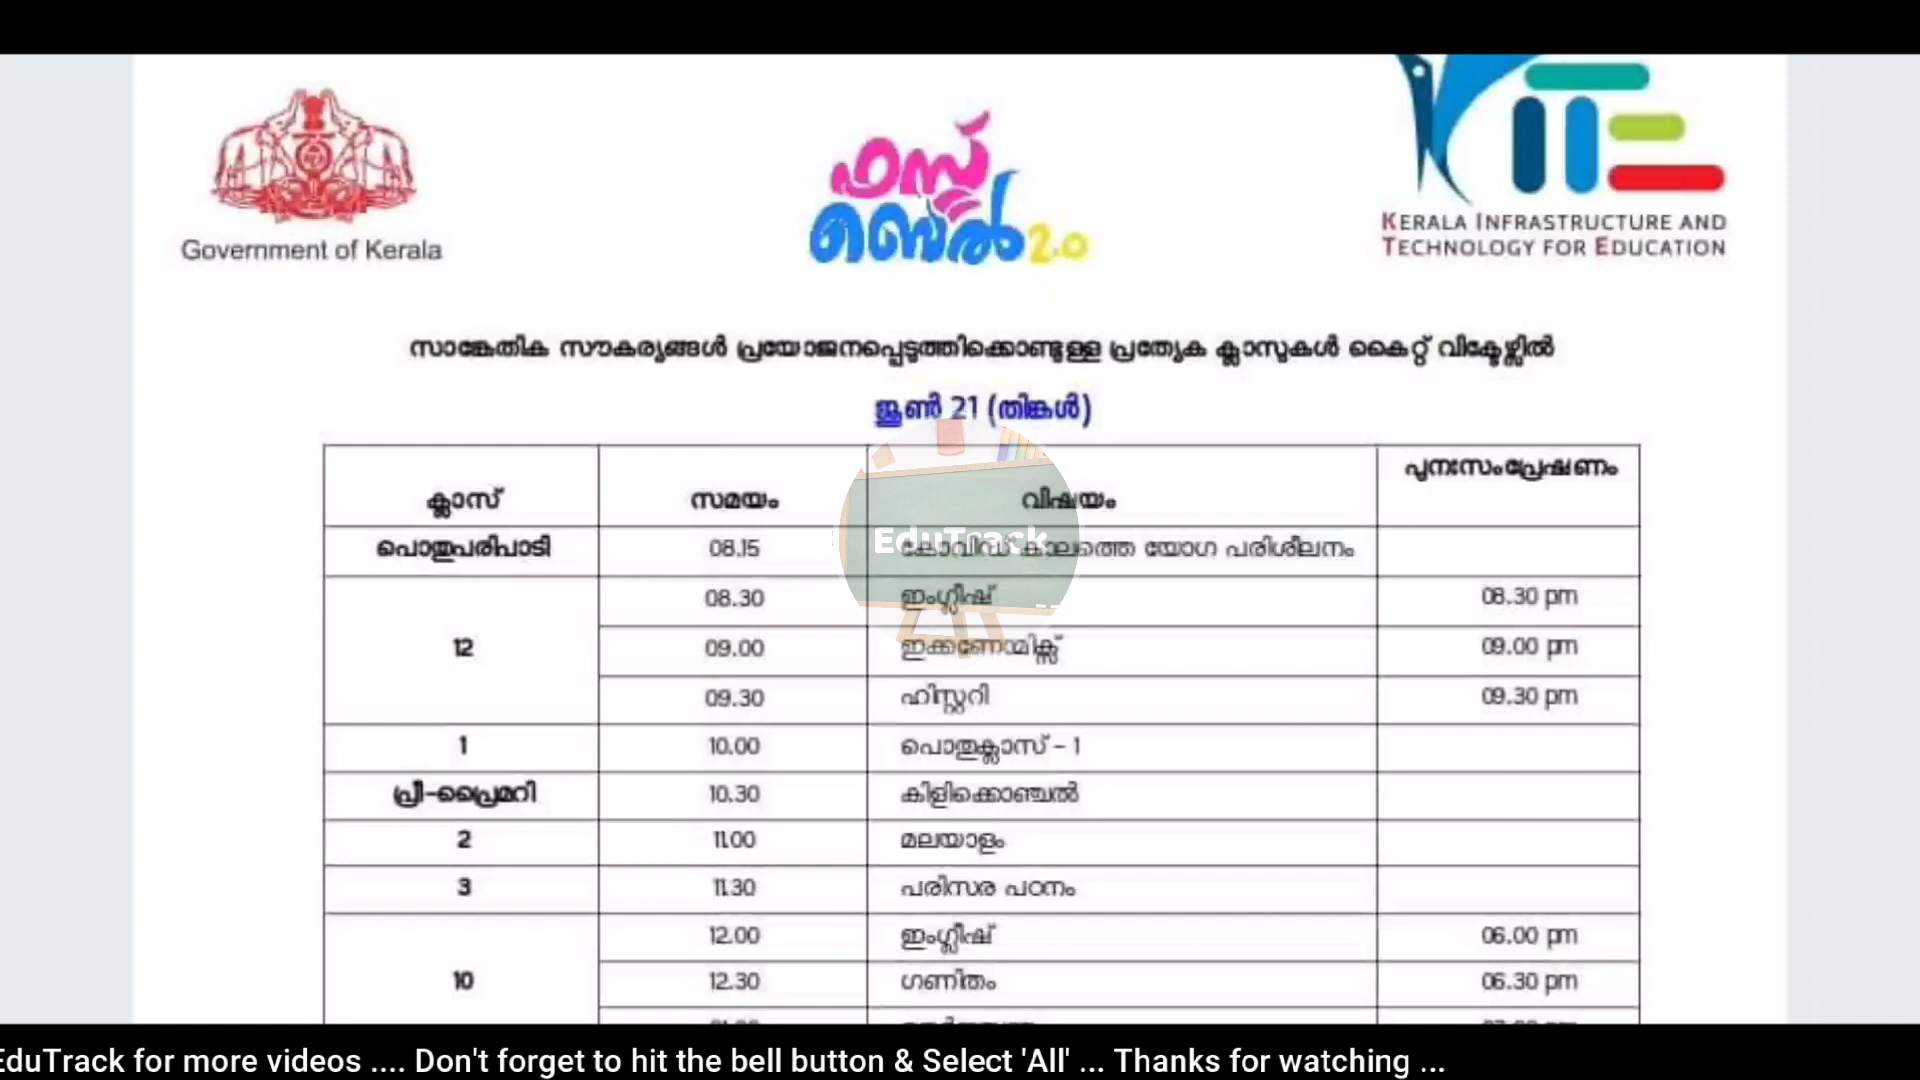 Government of Kerala
ഫസ്റ്റ്
ബെൽ 2.0
KERALA INFRASTRUCTURE AND
TECHNOLOGY FOR EDUCATION
സാങ്കേതിക സൗകര്യങ്ങൾ പ്രയോജനപ്പെടുത്തിക്കൊണ്ടുള്ള പ്രത്യേക ക്ലാസുകൾ കൈറ്റ് വിക്ടേഴ്സിൽ
ജൂൺ 21 (തിങ്കൾ)
ക്ലാസ് സമയം വിഷയം പുനഃസംപ്രേഷണം
പൊതുപരിപാടി 08.15 കോവിഡ് കാലത്തെ യോഗ പരിശീലനം
EduTrack
08.30 ഇംഗ്ലീഷ് 08.30 pm
12 09.00 ഇക്കണോമിക്സ് 09.00 pm
09.30 ഹിസ്റ്ററി 09.30 pm
1 10.00 പൊതുക്ലാസ് - 1
പ്രീ-പ്രൈമറി 10.30 കിളിക്കൊഞ്ചൽ
2 11.00 മലയാളം
3 11.30 പരിസര പഠനം
12.00 ഇംഗ്ലീഷ് 06.00 pm
10 12.30 ഗണിതം 06.30 pm
EduTrack for more videos .... Don't forget to hit the bell button & Select 'All' ... Thanks for watching ...